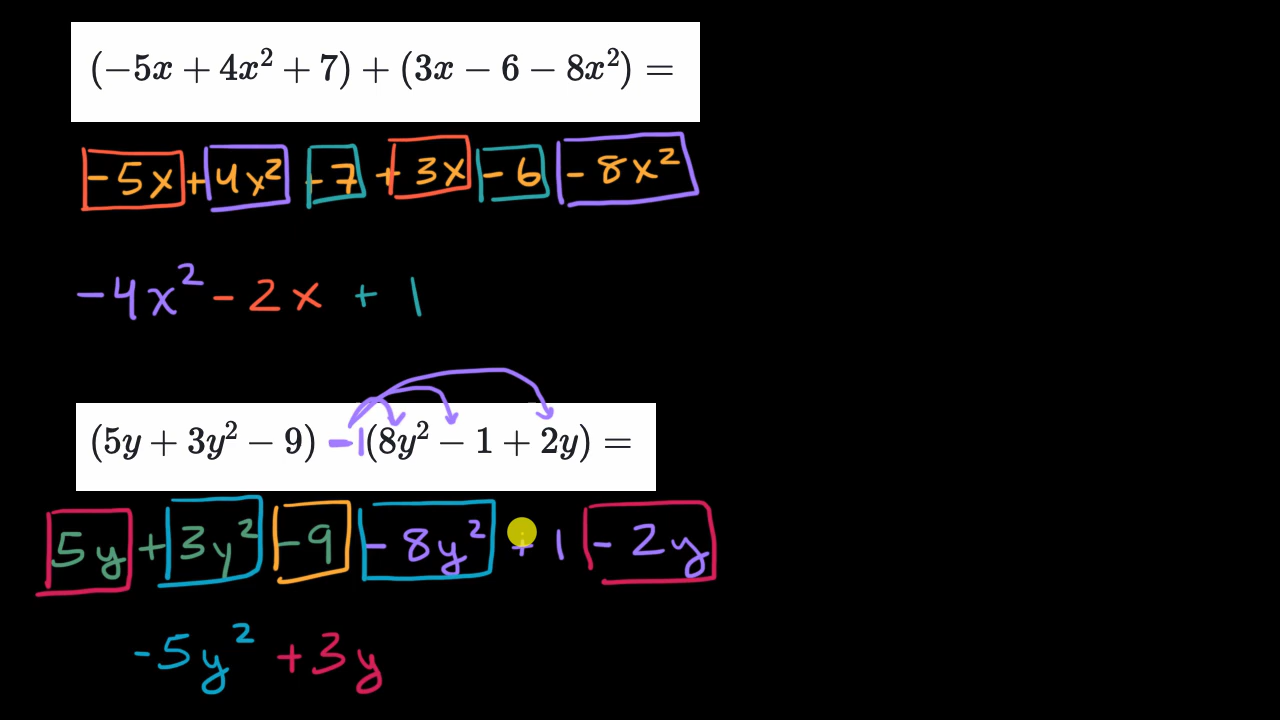 (−5x + 4x² + 7) + (3x − 6 − 8x²) =
-5x + 4x² + 7 + 3x - 6 - 8x²
-4x² - 2x + 1
(5y + 3y² − 9) -1(8y² − 1 + 2y) =
5y + 3y² - 9 - 8y² + 1 - 2y
-5y² + 3y